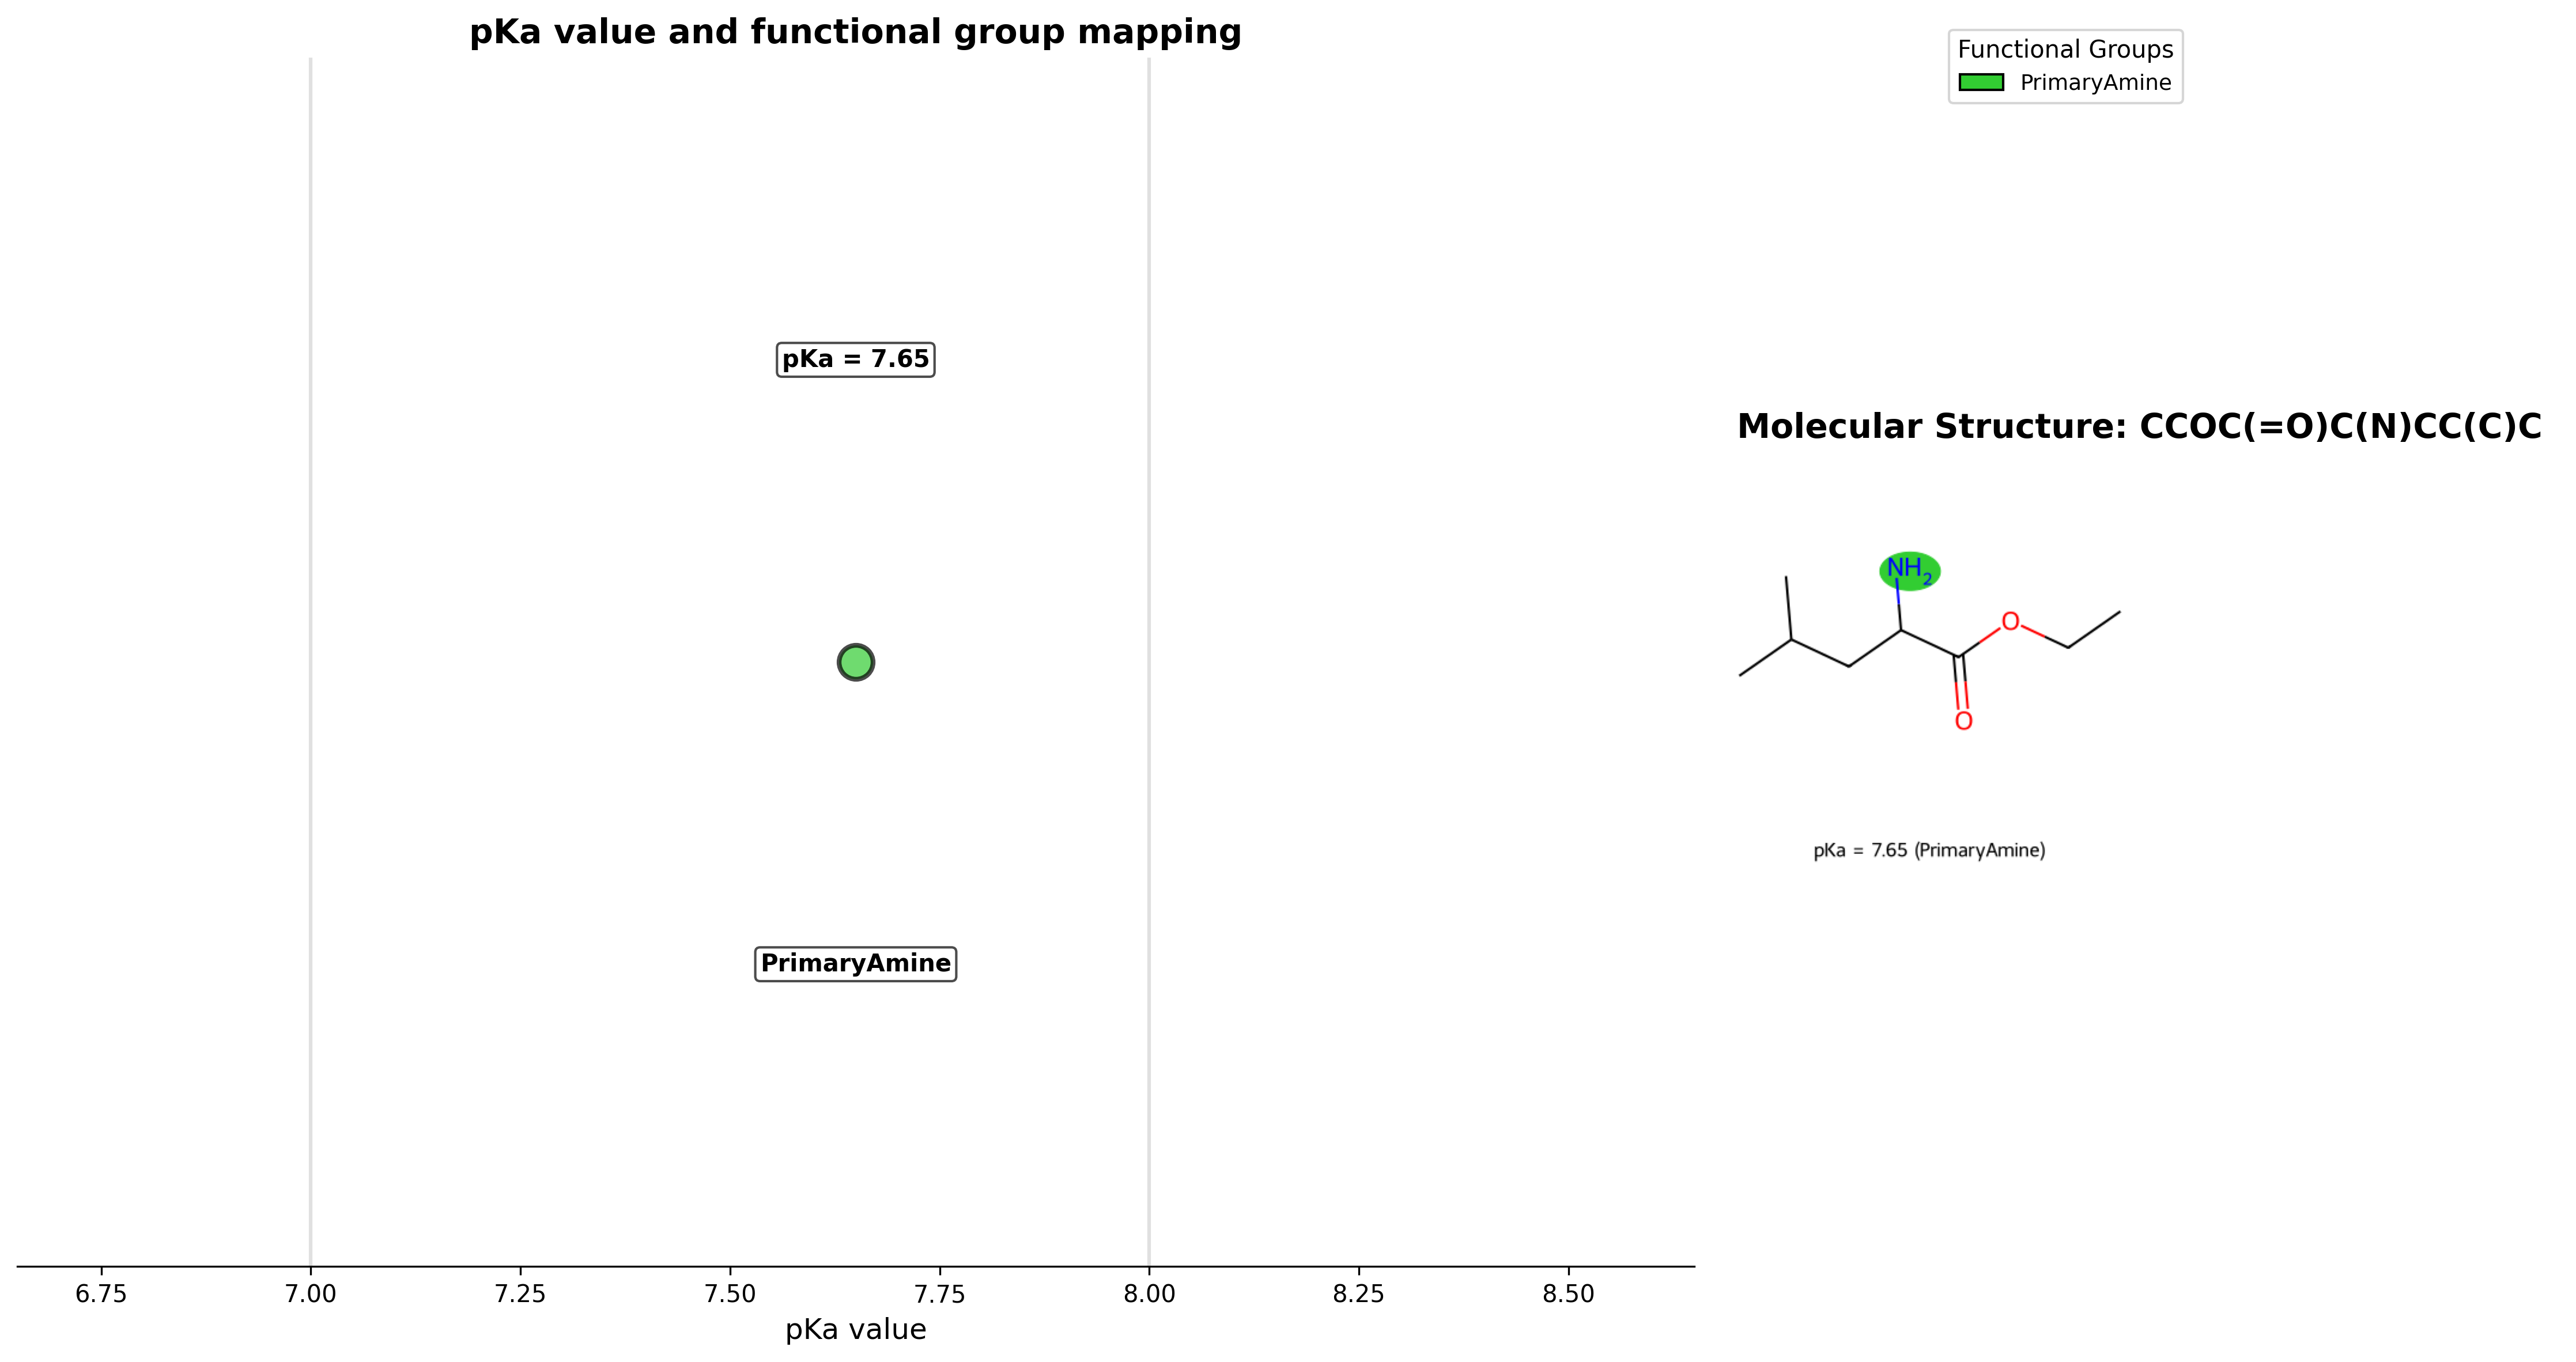 pKa value and functional group mapping
pKa = 7.65
PrimaryAmine
6.75 7.00 7.25 7.50 7.75 8.00 8.25 8.50
pKa value
Functional Groups
PrimaryAmine
Molecular Structure: CCOC(=O)C(N)CC(C)C
NH2
O
O
pKa = 7.65 (PrimaryAmine)